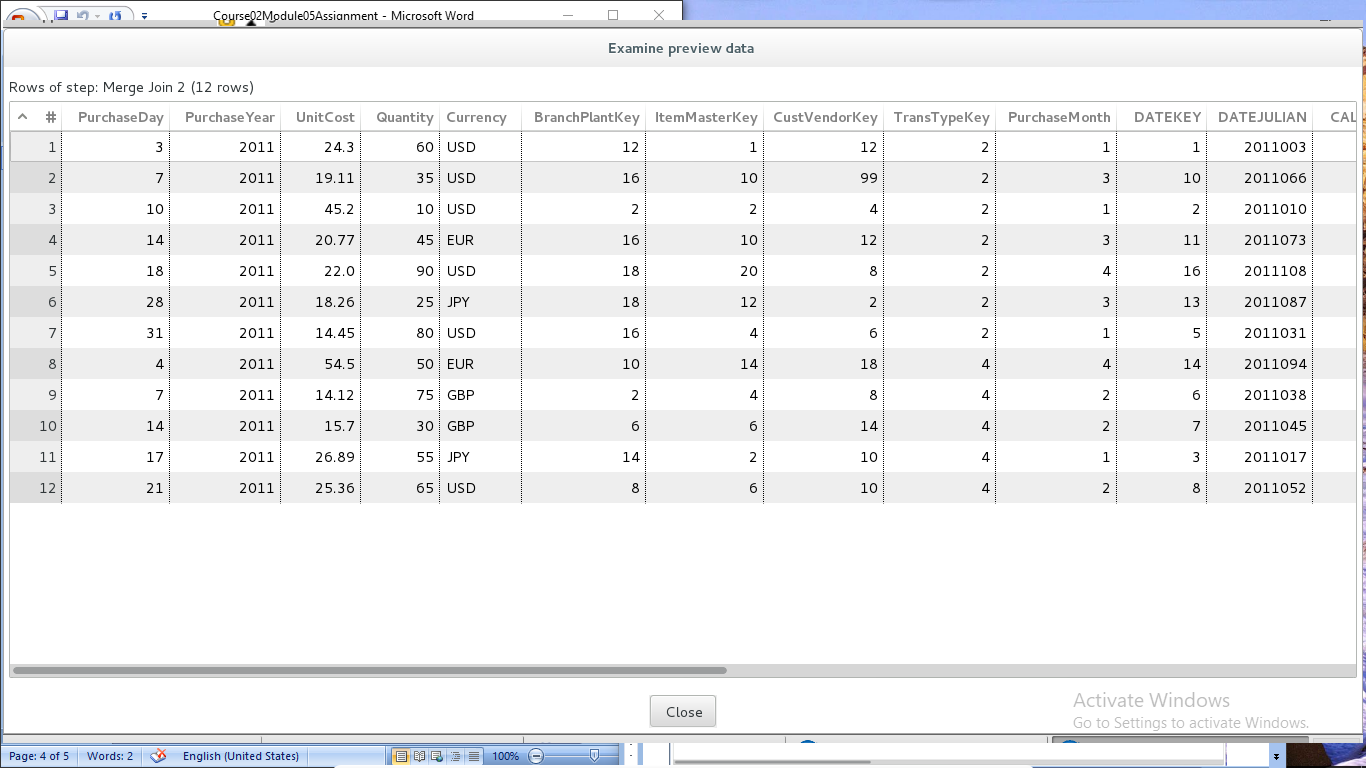 Course02Module05Assignment - Microsoft Word
Examine preview data
Rows of step: Merge Join 2 (12 rows)
# PurchaseDay PurchaseYear UnitCost Quantity Currency BranchPlantKey ItemMasterKey CustVendorKey TransTypeKey PurchaseMonth DATEKEY DATEJULIAN CAL
1 3 2011 24.3 60 USD 12 1 12 2 1 1 2011003
2 7 2011 19.11 35 USD 16 10 99 2 3 10 2011066
3 10 2011 45.2 10 USD 2 2 4 2 1 2 2011010
4 14 2011 20.77 45 EUR 16 10 12 2 3 11 2011073
5 18 2011 22.0 90 USD 18 20 8 2 4 16 2011108
6 28 2011 18.26 25 JPY 18 12 2 2 3 13 2011087
7 31 2011 14.45 80 USD 16 4 6 2 1 5 2011031
8 4 2011 54.5 50 EUR 10 14 18 4 4 14 2011094
9 7 2011 14.12 75 GBP 2 4 8 4 2 6 2011038
10 14 2011 15.7 30 GBP 6 6 14 4 2 7 2011045
11 17 2011 26.89 55 JPY 14 2 10 4 1 3 2011017
12 21 2011 25.36 65 USD 8 6 10 4 2 8 2011052
Close
Activate Windows
Go to Settings to activate Windows.
Page: 4 of 5 Words: 2 English (United States) 100%